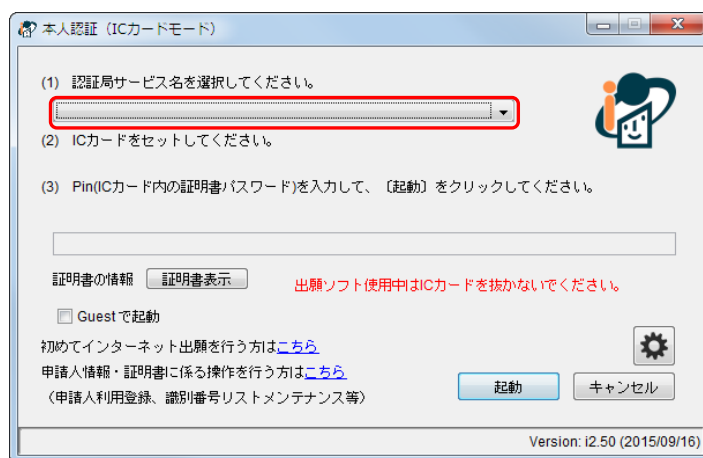 本人認証（ICカードモード）
(1) 認証局サービス名を選択してください。
(2) ICカードをセットしてください。
(3) Pin(ICカード内の証明書パスワード)を入力して、〔起動〕をクリックしてください。
証明書の情報 証明書表示 出願ソフト使用中はICカードを抜かないでください。
Guestで起動
初めてインターネット出願を行う方はこちら
申請人情報・証明書に係る操作を行う方はこちら
（申請人利用登録、識別番号リストメンテナンス等）
起動 キャンセル
Version: i2.50 (2015/09/16)